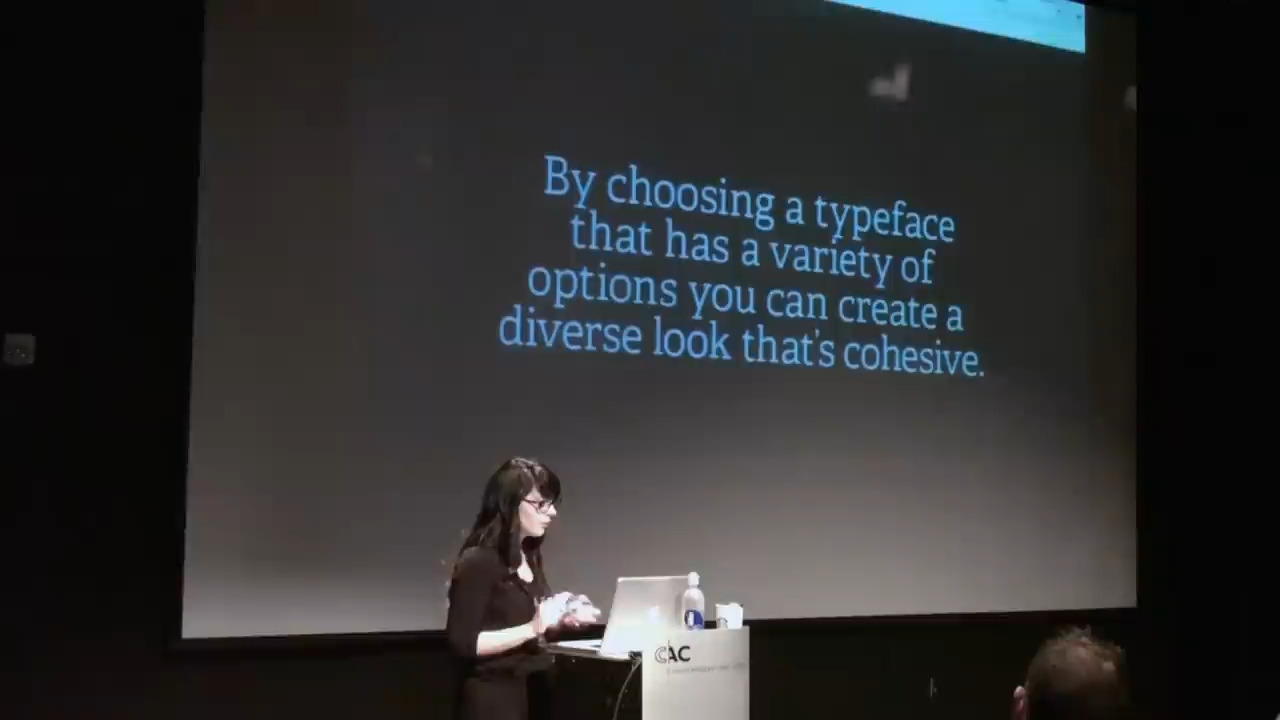 By choosing a typeface
that has a variety of
options you can create a
diverse look that's cohesive.
CAC